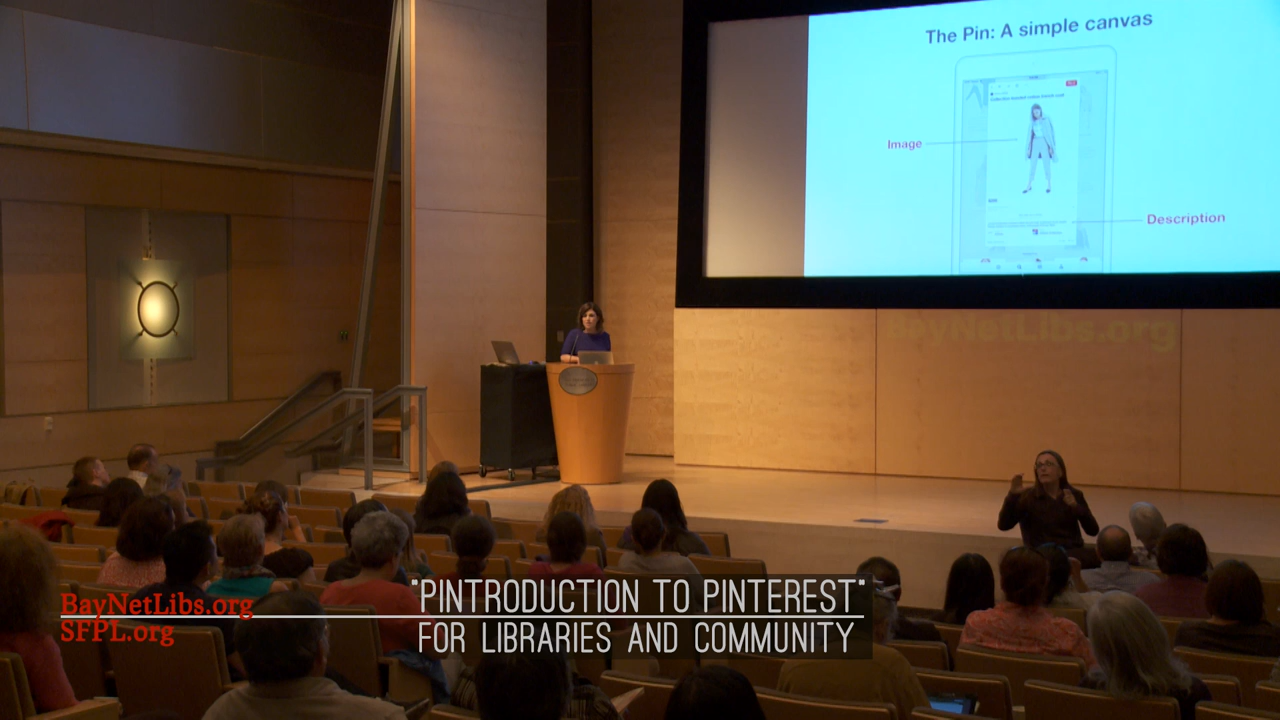 The Pin: A simple canvas
Image
Description
BayNetLibs.org
BayNetLibs.org
SFPL.org
"PINTRODUCTION TO PINTEREST"
FOR LIBRARIES AND COMMUNITY